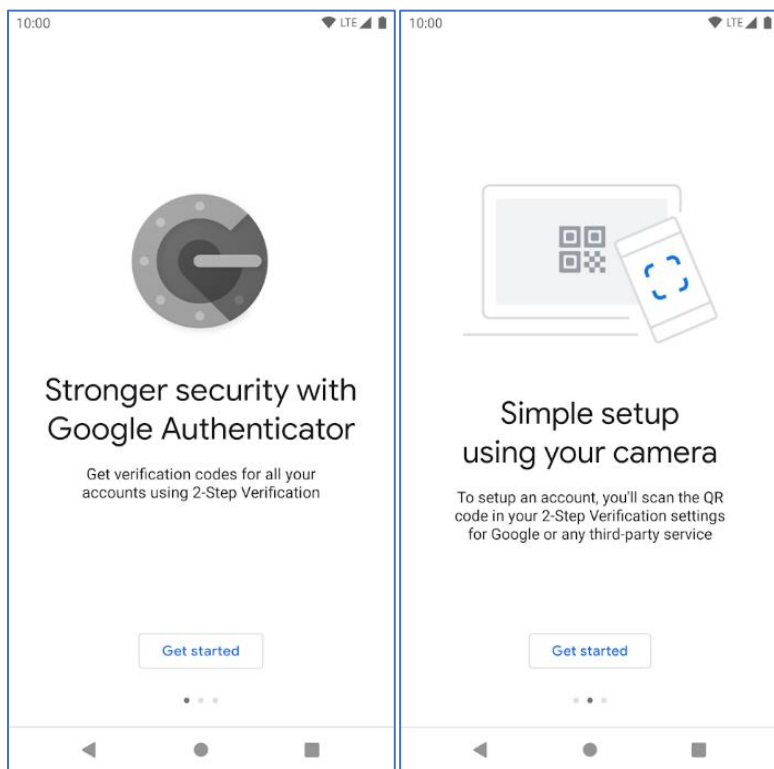 10:00 LTE
Stronger security with
Google Authenticator
Get verification codes for all your
accounts using 2-Step Verification
Get started
10:00 LTE
Simple setup
using your camera
To setup an account, you'll scan the QR
code in your 2-Step Verification settings
for Google or any third-party service
Get started